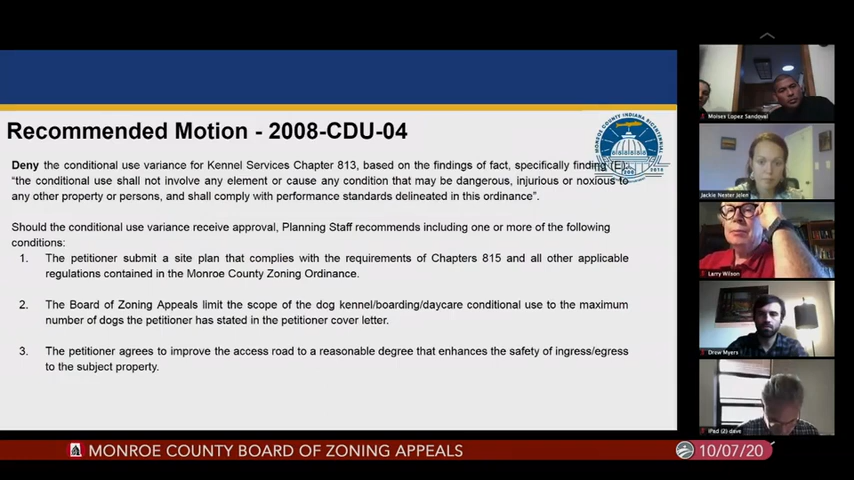 Recommended Motion - 2008-CDU-04
Deny the conditional use variance for Kennel Services Chapter 813, based on the findings of fact, specifically finding (E):
“the conditional use shall not involve any element or cause any condition that may be dangerous, injurious or noxious to
any other property or persons, and shall comply with performance standards delineated in this ordinance”.
Should the conditional use variance receive approval, Planning Staff recommends including one or more of the following
conditions:
1. The petitioner submit a site plan that complies with the requirements of Chapters 815 and all other applicable
regulations contained in the Monroe County Zoning Ordinance.
2. The Board of Zoning Appeals limit the scope of the dog kennel/boarding/daycare conditional use to the maximum
number of dogs the petitioner has stated in the petitioner cover letter.
3. The petitioner agrees to improve the access road to a reasonable degree that enhances the safety of ingress/egress
to the subject property.
MONROE COUNTY INDIANA BICENTENNIAL
Moises Lopez Sandoval
Jackie Nester Jelen
Larry Wilson
Drew Myers
iPad (2) dave
MONROE COUNTY BOARD OF ZONING APPEALS
10/07/20